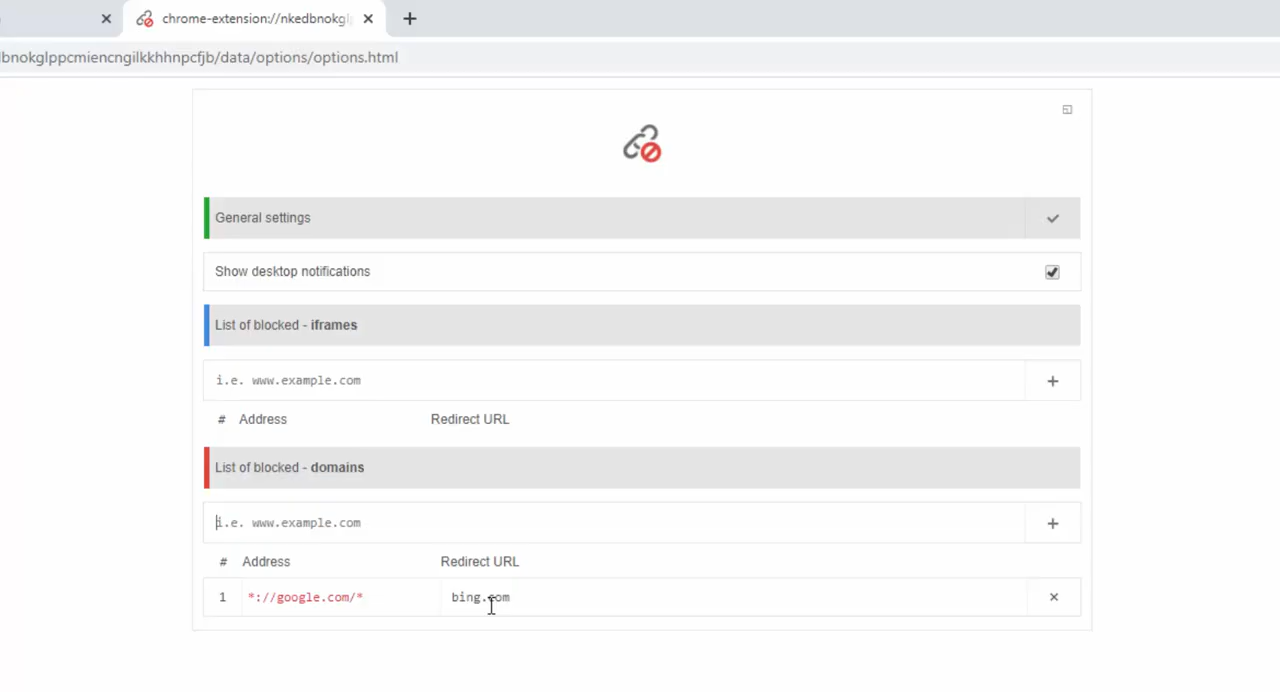 chrome-extension://nkedbnokgl
bnokglppcmiencngilkkhhnpcfjb/data/options/options.html
General settings
Show desktop notifications
List of blocked - iframes
i.e. www.example.com
# Address Redirect URL
List of blocked - domains
i.e. www.example.com
# Address Redirect URL
1 *://google.com/* bing.com